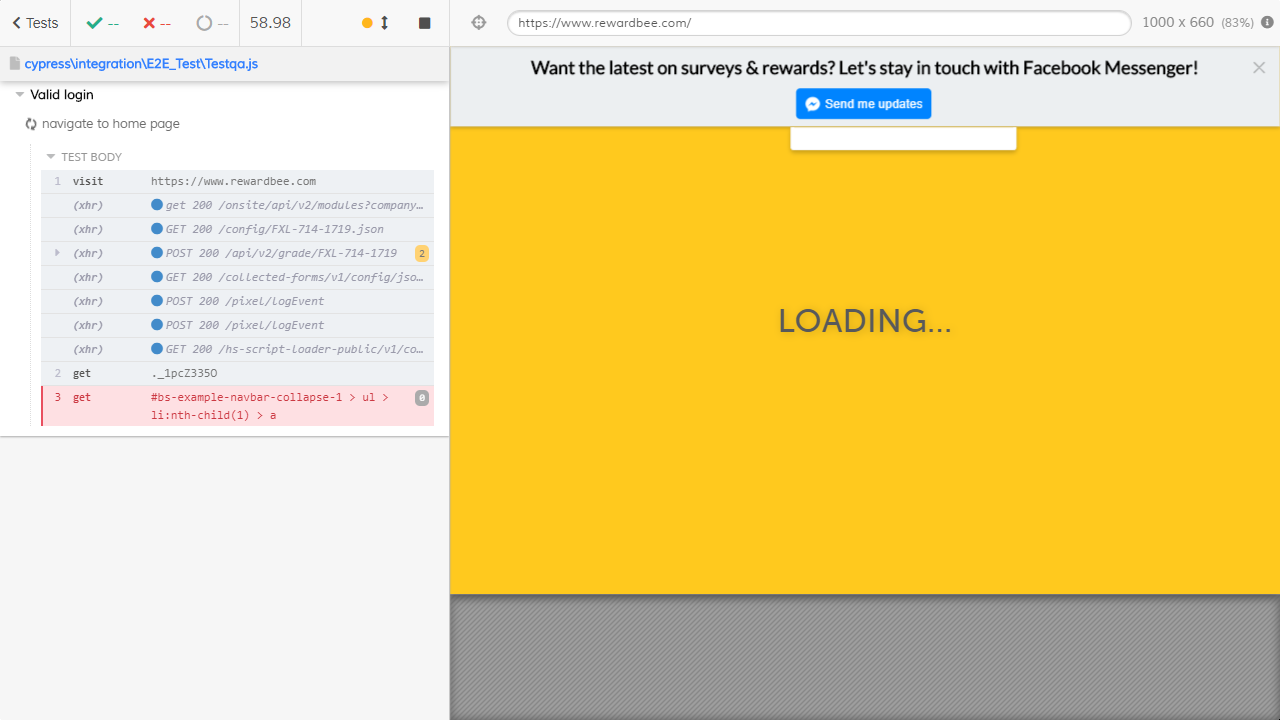 Tests -- -- -- 58.98
https://www.rewardbee.com/ 1000 x 660 (83%)
cypress\integration\E2E_Test\Testqa.js
Valid login
navigate to home page
TEST BODY
1 visit https://www.rewardbee.com
(xhr) get 200 /onsite/api/v2/modules?company…
(xhr) GET 200 /config/FXL-714-1719.json
(xhr) POST 200 /api/v2/grade/FXL-714-1719 2
(xhr) GET 200 /collected-forms/v1/config/jso…
(xhr) POST 200 /pixel/logEvent
(xhr) POST 200 /pixel/logEvent
(xhr) GET 200 /hs-script-loader-public/v1/co…
2 get ._1pcZ335O
3 get #bs-example-navbar-collapse-1 > ul > 0
li:nth-child(1) > a
Want the latest on surveys & rewards? Let's stay in touch with Facebook Messenger!
Send me updates
LOADING...